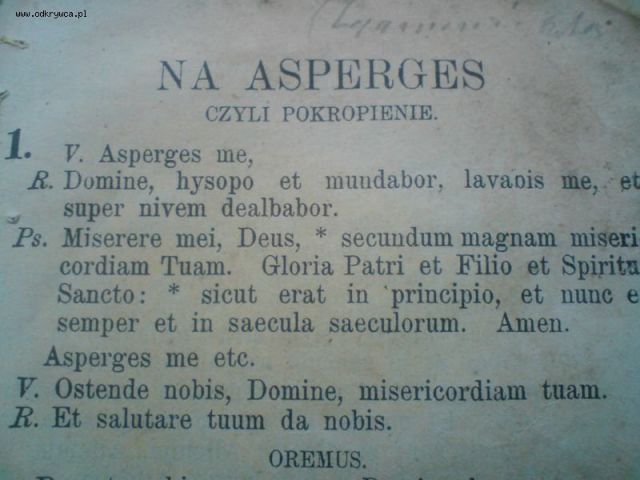 www.odkrywca.pl
NA ASPERGES
CZYLI POKROPIENIE.
1. V. Asperges me,
R. Domine, hysopo et mundabor, lavabis me, et
super nivem dealbabor.
Ps. Miserere mei, Deus, * secundum magnam miseri
cordiam Tuam. Gloria Patri et Filio et Spiritu
Sancto: * sicut erat in principio, et nunc e
semper et in saecula saeculorum. Amen.
Asperges me etc.
V. Ostende nobis, Domine, misericordiam tuam.
R. Et salutare tuum da nobis.
OREMUS.